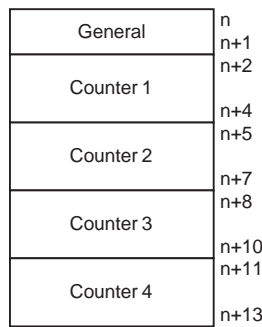 General
n
n+1
Counter 1
n+2
n+4
Counter 2
n+5
n+7
Counter 3
n+8
n+10
Counter 4
n+11
n+13